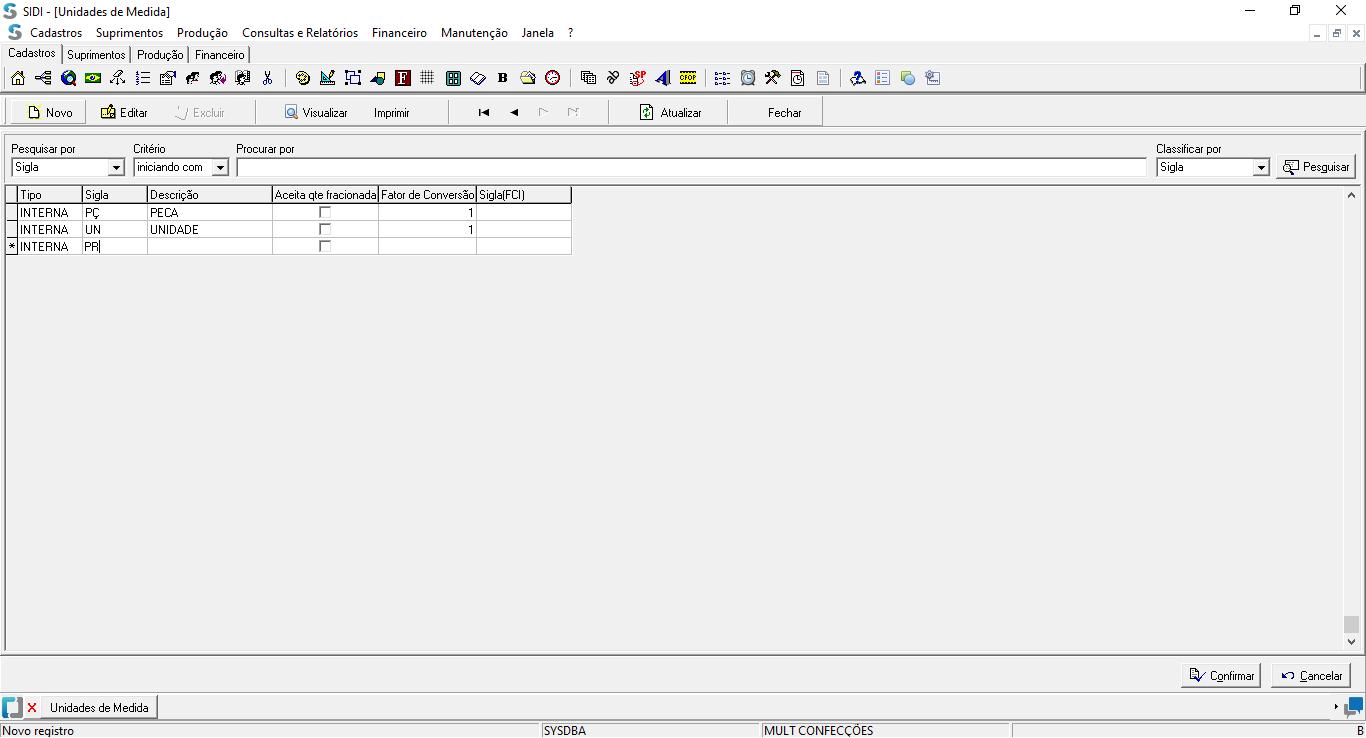 SIDI - [Unidades de Medida]
Cadastros Suprimentos Produção Consultas e Relatórios Financeiro Manutenção Janela ?
Cadastros Suprimentos Produção Financeiro
F B SP CFOP
Novo Editar Excluir Visualizar Imprimir Atualizar Fechar
Pesquisar por Critério Procurar por Classificar por
Sigla iniciando com Sigla Pesquisar
Tipo Sigla Descrição Aceita qte fracionada Fator de Conversão Sigla(FCI)
INTERNA PÇ PECA 1
INTERNA UN UNIDADE 1
* INTERNA PR
Confirmar Cancelar
Unidades de Medida
Novo registro SYSDBA MULT CONFECÇÕES B